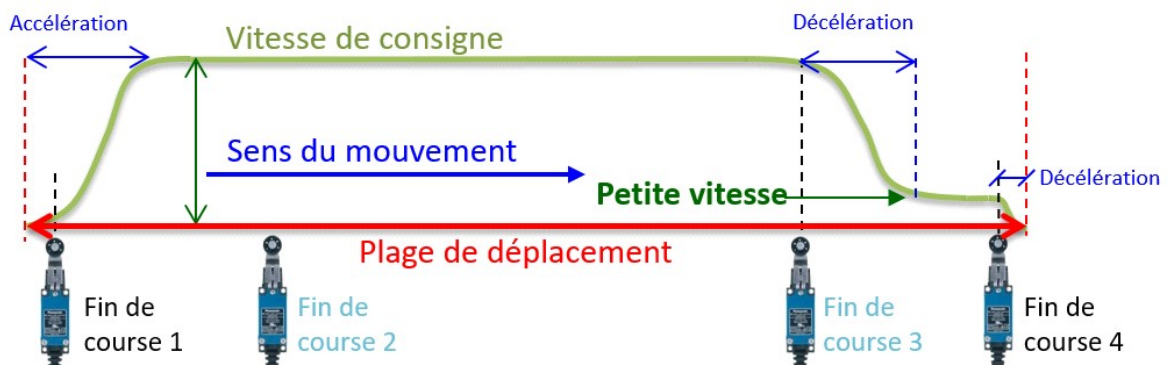 Accélération
Vitesse de consigne
Décélération
Sens du mouvement
Petite vitesse
Décélération
Plage de déplacement
Fin de
course 1
Fin de
course 2
Fin de
course 3
Fin de
course 4